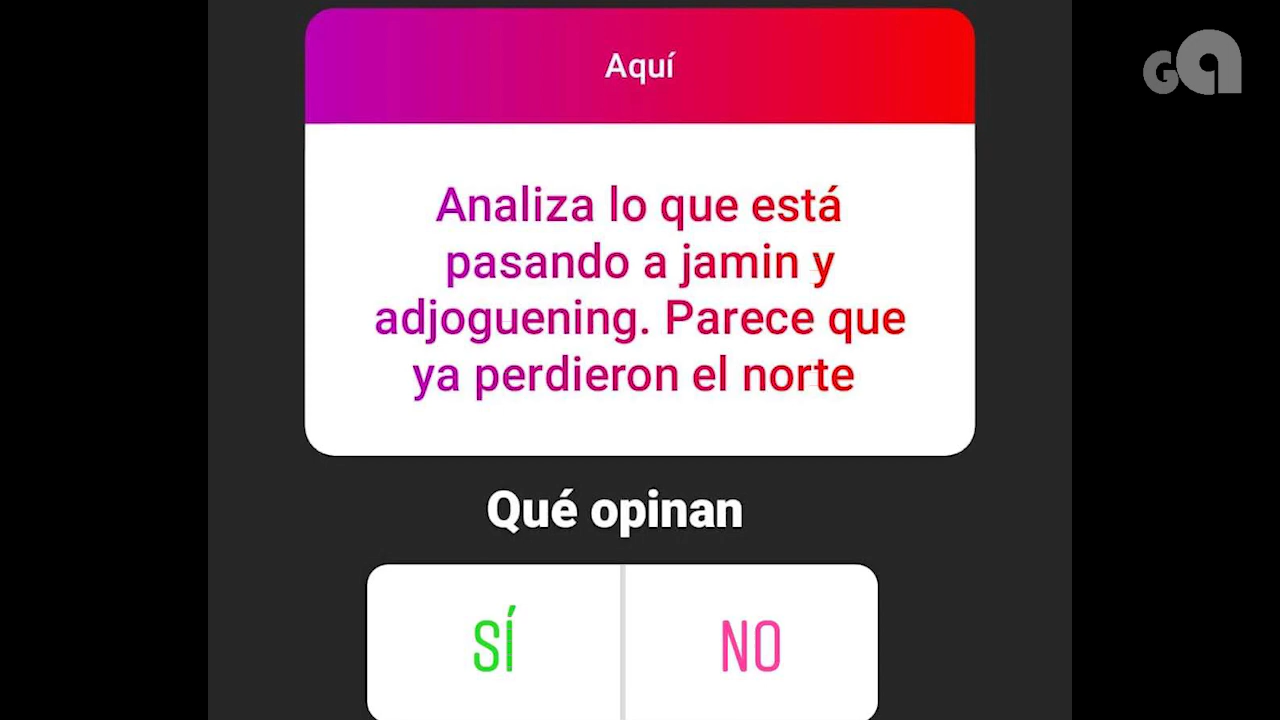 Aquí
Analiza lo que está
pasando a jamin y
adjoguening. Parece que
ya perdieron el norte
Qué opinan
SÍ
NO
Ga